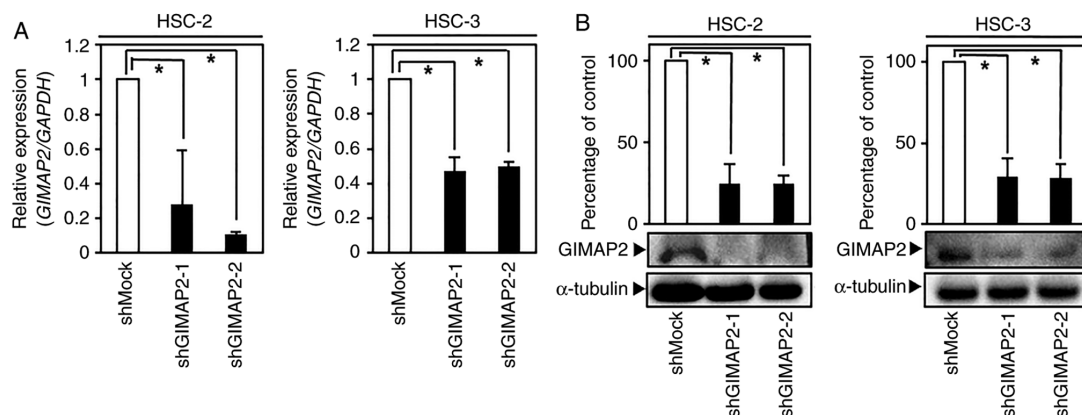 A
HSC-2
Relative expression
(GIMAP2/GAPDH)
1.2
1
0.8
0.6
0.4
0.2
0
*
*
shMock
shGIMAP2-1
shGIMAP2-2
HSC-3
Relative expression
(GIMAP2/GAPDH)
1.2
1
0.8
0.6
0.4
0.2
0
*
*
shMock
shGIMAP2-1
shGIMAP2-2
B
HSC-2
Percentage of control
100
50
0
*
*
GIMAP2
α-tubulin
shMock
shGIMAP2-1
shGIMAP2-2
HSC-3
Percentage of control
100
50
0
*
*
GIMAP2
α-tubulin
shMock
shGIMAP2-1
shGIMAP2-2